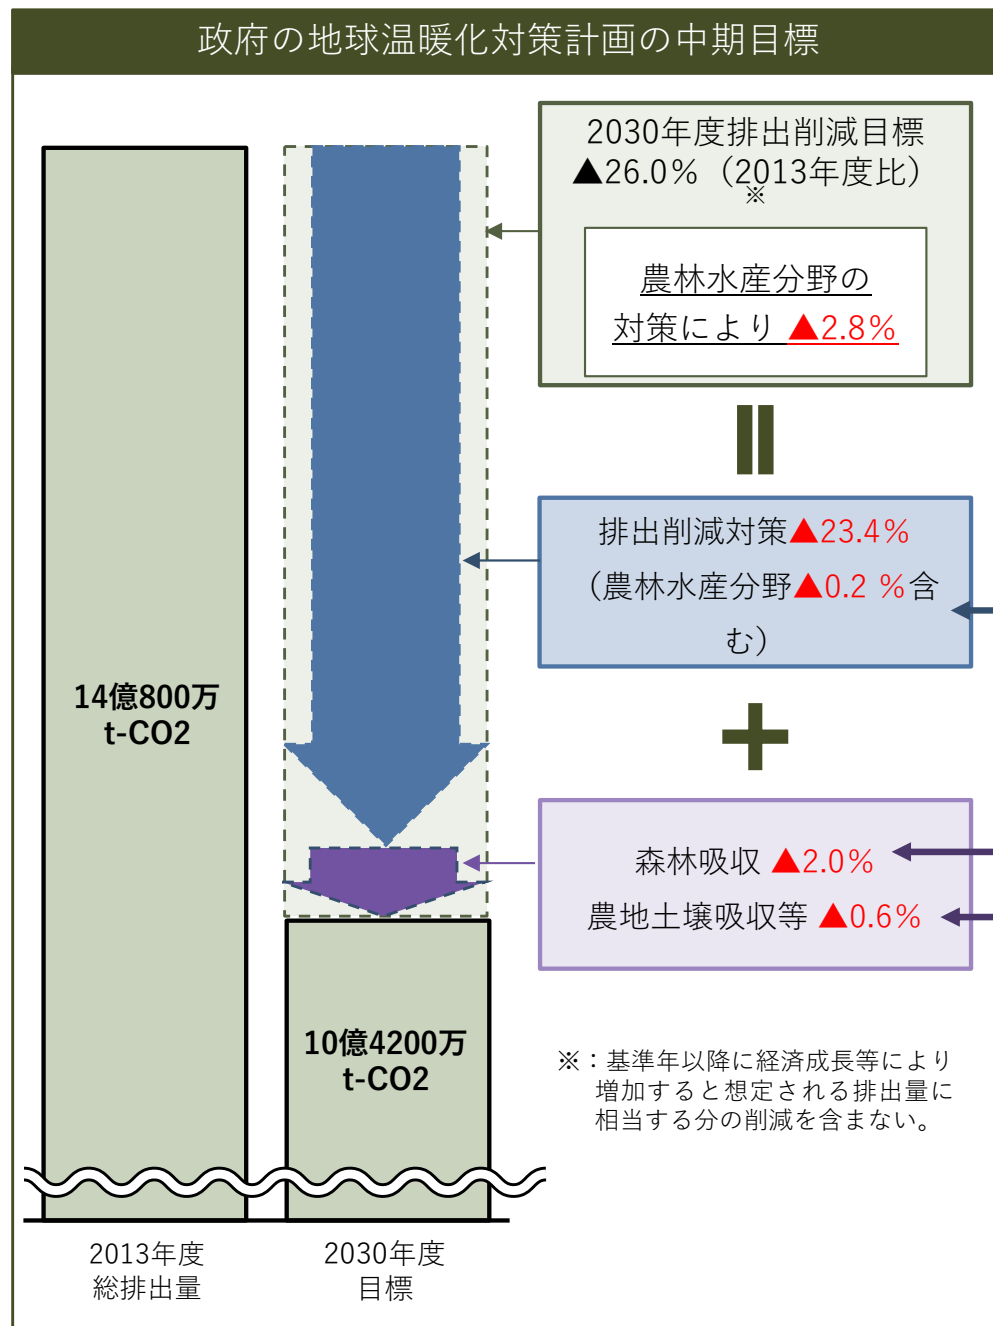 政府の地球温暖化対策計画の中期目標
2030年度排出削減目標
▲26.0%（2013年度比）
※
農林水産分野の
対策により ▲2.8%
排出削減対策▲23.4%
（農林水産分野▲0.2 %含
む）
14億800万
t-CO2
森林吸収 ▲2.0%
農地土壌吸収等 ▲0.6%
10億4200万
t-CO2
※：基準年以降に経済成長等により
増加すると想定される排出量に
相当する分の削減を含まない。
2013年度
総排出量
2030年度
目標